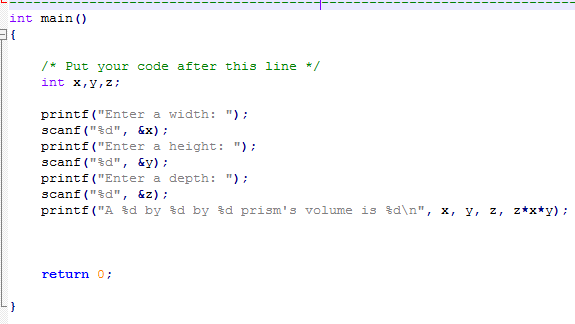 int main()
{
/* Put your code after this line */
int x,y,z;
printf("Enter a width: ");
scanf("%d", &x);
printf("Enter a height: ");
scanf("%d", &y);
printf("Enter a depth: ");
scanf("%d", &z);
printf("A %d by %d by %d prism's volume is %d\n", x, y, z, z*x*y);
return 0;
}